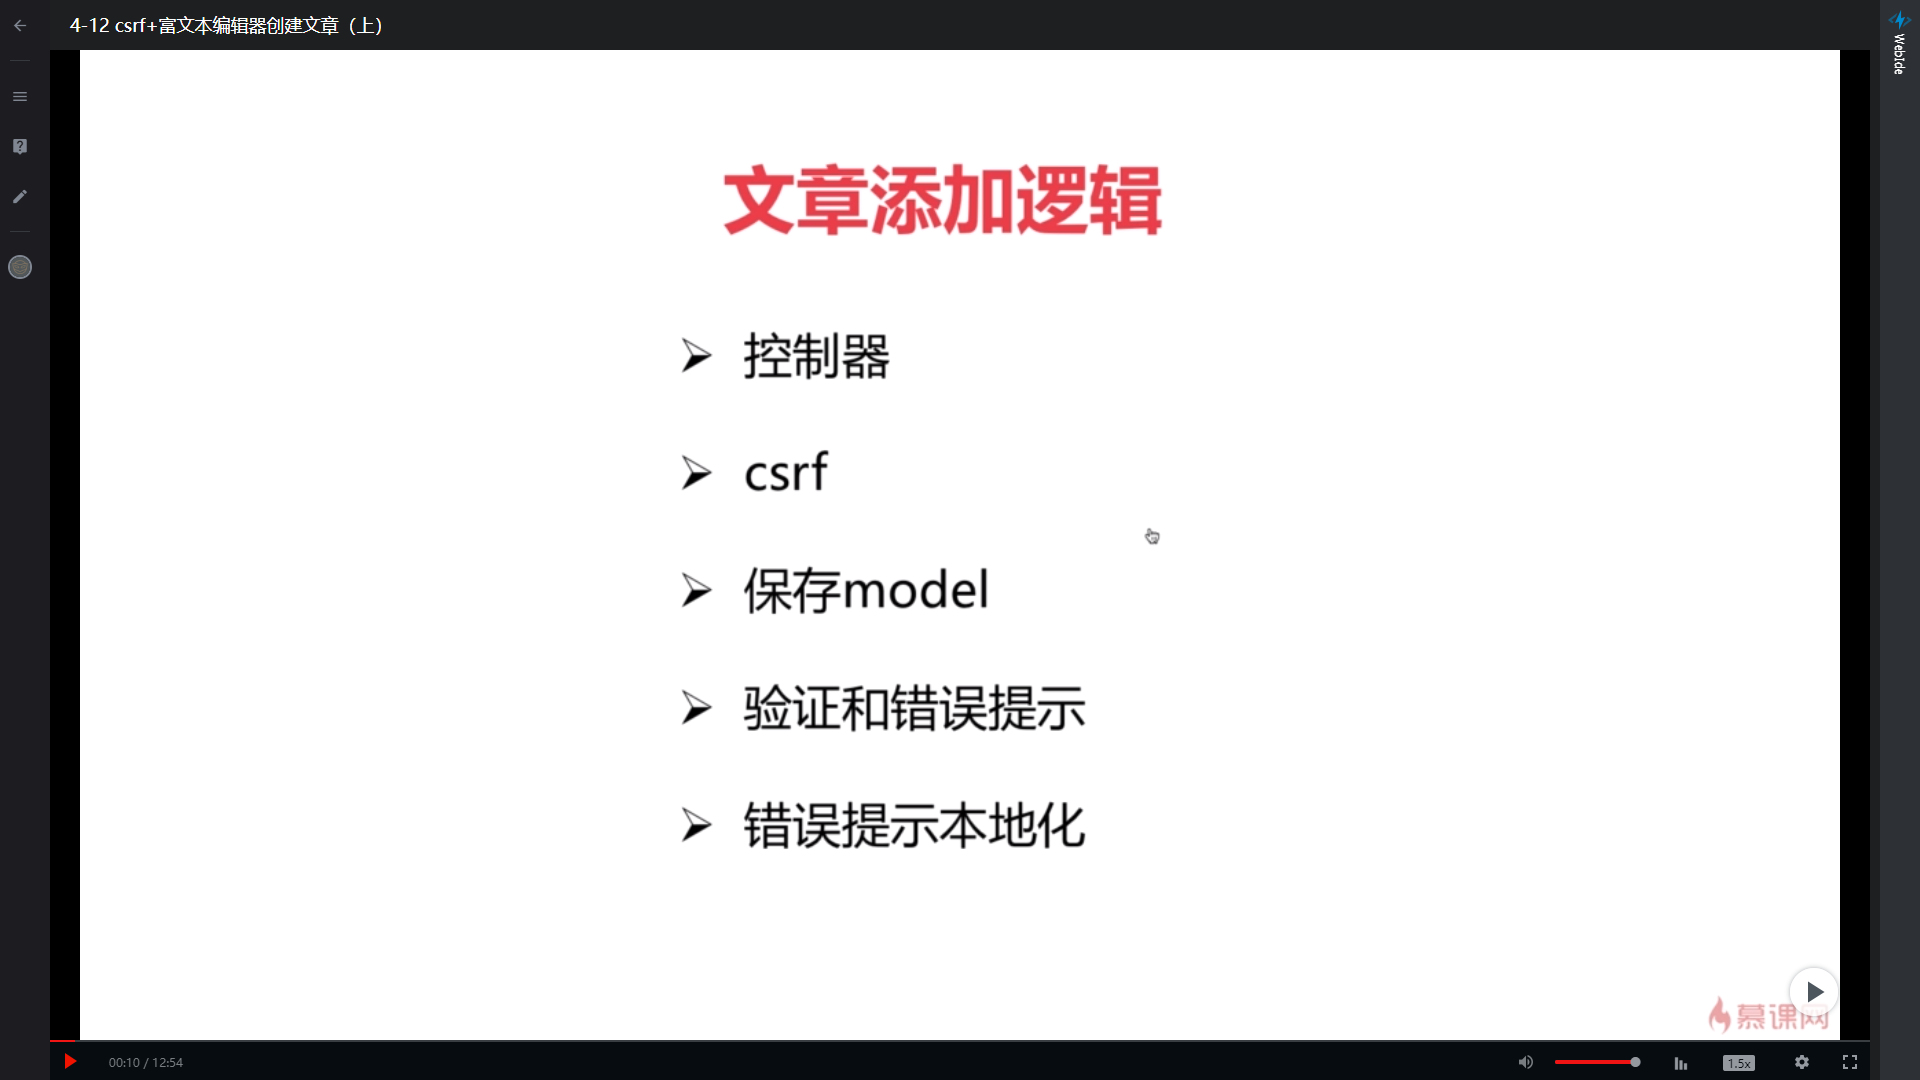 4-12 csrf+富文本编辑器创建文章（上）
WebIde
文章添加逻辑
控制器
csrf
保存model
验证和错误提示
错误提示本地化
慕课网
00:10 / 12:54
1.5x